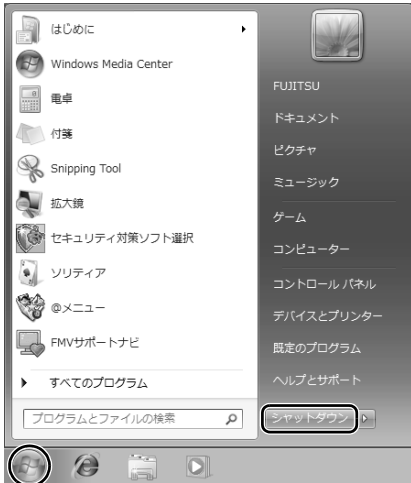 はじめに
Windows Media Center
電卓
付箋
Snipping Tool
拡大鏡
セキュリティ対策ソフト選択
ソリティア
@メニュー
FMVサポートナビ
すべてのプログラム
プログラムとファイルの検索
FUJITSU
ドキュメント
ピクチャ
ミュージック
ゲーム
コンピューター
コントロール パネル
デバイスとプリンター
既定のプログラム
ヘルプとサポート
シャットダウン